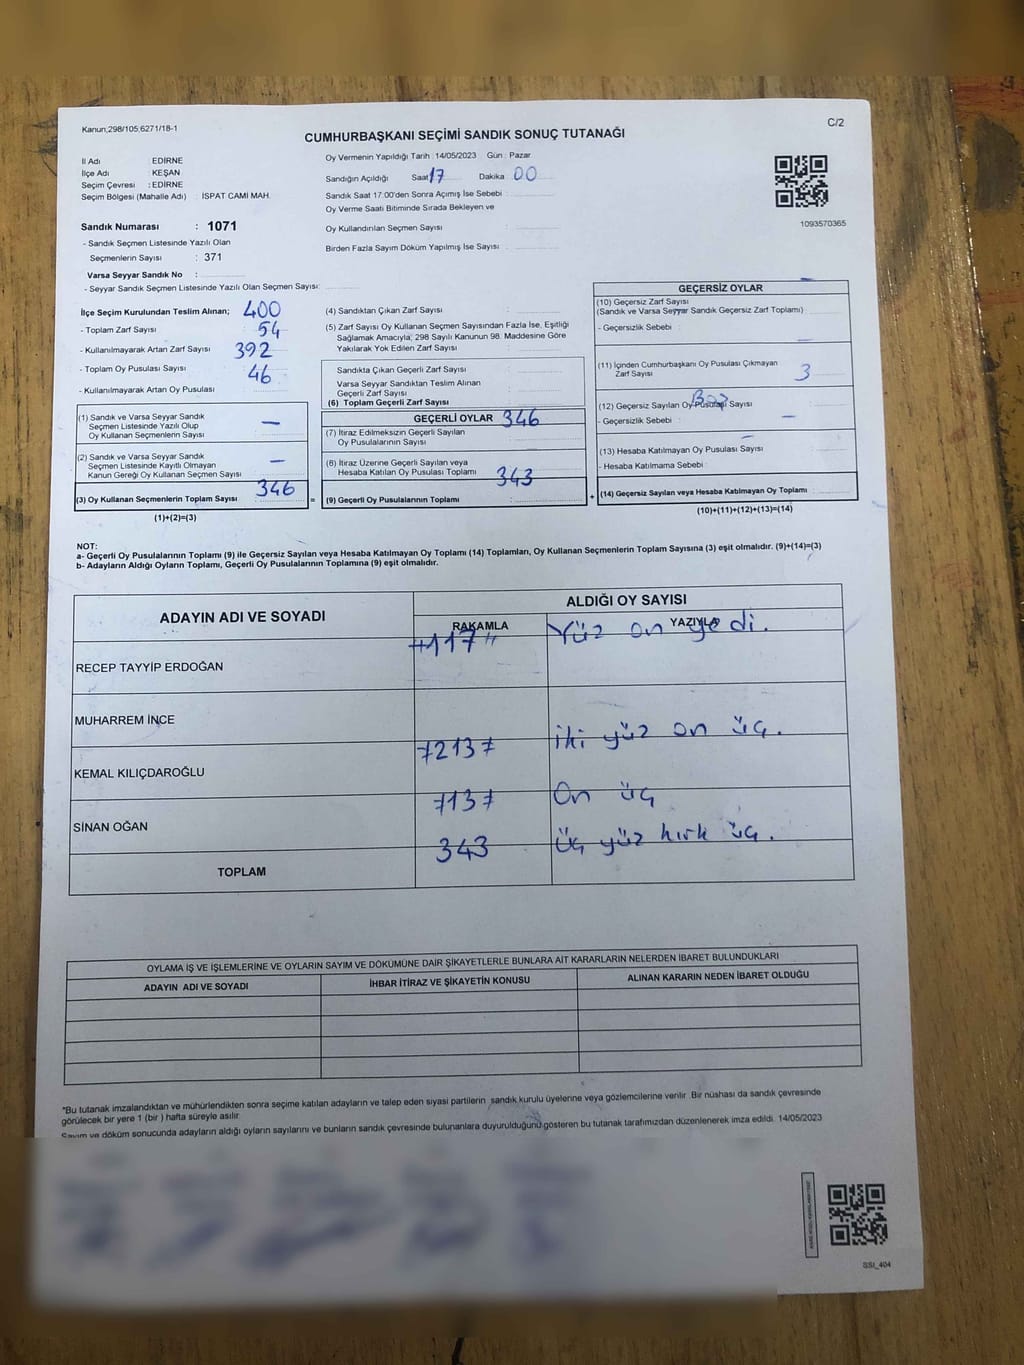 Kanun;298/105;6271/18-1
C/2
CUMHURBAŞKANI SEÇİMİ SANDIK SONUÇ TUTANAĞI
İl Adı : EDİRNE
İlçe Adı : KEŞAN
Seçim Çevresi : EDİRNE
Seçim Bölgesi (Mahalle Adı) : İSPAT CAMİ MAH.
Oy Vermenin Yapıldığı Tarih : 14/05/2023 Gün : Pazar
Sandığın Açıldığı Saat 17 Dakika 00
Sandık Saat 17.00'den Sonra Açımış İse Sebebi :
Oy Verme Saati Bitiminde Sırada Bekleyen ve
Oy Kullandırılan Seçmen Sayısı :
Birden Fazla Sayım Döküm Yapılmış İse Sayısı :
1093570365
Sandık Numarası : 1071
- Sandık Seçmen Listesinde Yazılı Olan
Seçmenlerin Sayısı : 371
Varsa Seyyar Sandık No :
- Seyyar Sandık Seçmen Listesinde Yazılı Olan Seçmen Sayısı:
İlçe Seçim Kurulundan Teslim Alınan; 400
- Toplam Zarf Sayısı 54
- Kullanılmayarak Artan Zarf Sayısı 392
- Toplam Oy Pusulası Sayısı 46
- Kullanılmayarak Artan Oy Pusulası
(1) Sandık ve Varsa Seyyar Sandık
Seçmen Listesinde Yazılı Olup
Oy Kullanan Seçmenlerin Sayısı —
(2) Sandık ve Varsa Seyyar Sandık
Seçmen Listesinde Kayıtlı Olmayan
Kanun Gereği Oy Kullanan Seçmen Sayısı —
(3) Oy Kullanan Seçmenlerin Toplam Sayısı 346 =
(1)+(2)=(3)
(4) Sandıktan Çıkan Zarf Sayısı :
(5) Zarf Sayısı Oy Kullanan Seçmen Sayısından Fazla İse, Eşitliği
Sağlamak Amacıyla; 298 Sayılı Kanunun 98. Maddesine Göre
Yakılarak Yok Edilen Zarf Sayısı :
Sandıkta Çıkan Geçerli Zarf Sayısı
Varsa Seyyar Sandıktan Teslim Alınan
Geçerli Zarf Sayısı
(6) Toplam Geçerli Zarf Sayısı
GEÇERLİ OYLAR 346
(7) İtiraz Edilmeksizin Geçerli Sayılan
Oy Pusulalarının Sayısı
(8) İtiraz Üzerine Geçerli Sayılan veya
Hesaba Katılan Oy Pusulası Toplamı 343
(9) Geçerli Oy Pusulalarının Toplamı : +
GEÇERSİZ OYLAR
(10) Geçersiz Zarf Sayısı
(Sandık ve Varsa Seyyar Sandık Geçersiz Zarf Toplamı)
- Geçersizlik Sebebi : —
(11) İçinden Cumhurbaşkanı Oy Pusulası Çıkmayan
Zarf Sayısı 3
(12) Geçersiz Sayılan Oy Pusulası Sayısı
- Geçersizlik Sebebi : —
(13) Hesaba Katılmayan Oy Pusulası Sayısı
- Hesaba Katılmama Sebebi :
(14) Geçersiz Sayılan veya Hesaba Katılmayan Oy Toplamı :
(10)+(11)+(12)+(13)=(14)
NOT:
a- Geçerli Oy Pusulalarının Toplamı (9) ile Geçersiz Sayılan veya Hesaba Katılmayan Oy Toplamı (14) Toplamları, Oy Kullanan Seçmenlerin Toplam Sayısına (3) eşit olmalıdır. (9)+(14)=(3)
b- Adayların Aldığı Oyların Toplamı, Geçerli Oy Pusulalarının Toplamına (9) eşit olmalıdır.
ADAYIN ADI VE SOYADI
ALDIĞI OY SAYISI
RAKAMLA YAZIYLA
117 Yüz on yedi.
RECEP TAYYİP ERDOĞAN
MUHARREM İNCE
213 iki yüz on üç.
KEMAL KILIÇDAROĞLU
13 On üç
SİNAN OĞAN
343 Üç yüz kırk üç.
TOPLAM
OYLAMA İŞ VE İŞLEMLERİNE VE OYLARIN SAYIM VE DÖKÜMÜNE DAİR ŞİKAYETLERLE BUNLARA AİT KARARLARIN NELERDEN İBARET BULUNDUKLARI
ADAYIN ADI VE SOYADI
İHBAR İTİRAZ VE ŞİKAYETİN KONUSU
ALINAN KARARIN NEDEN İBARET OLDUĞU
*Bu tutanak imzalandıktan ve mühürlendikten sonra seçime katılan adayların ve talep eden siyasi partilerin sandık kurulu üyelerine veya gözlemcilerine verilir. Bir nüshası da sandık çevresinde
görülecek bir yere 1 (bir ) hafta süreyle asılır.
Sayım ve döküm sonucunda adayların aldığı oyların sayılarını ve bunların sandık çevresinde bulunanlara duyurulduğunu gösteren bu tutanak tarafımızdan düzenlenerek imza edildi. 14/05/2023
SSI_404